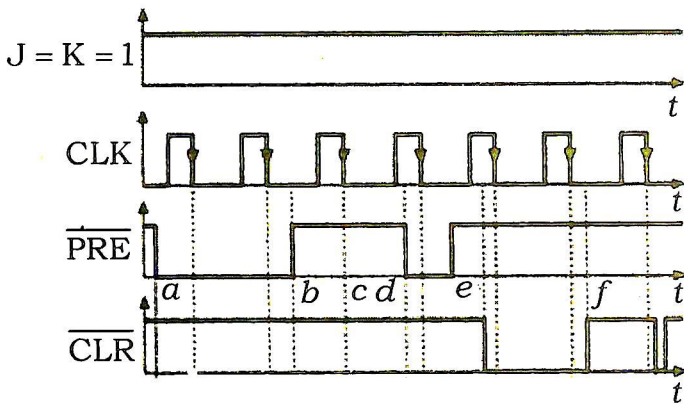 J = K = 1
t
CLK
t
PRE
a b c d e f t
CLR
t